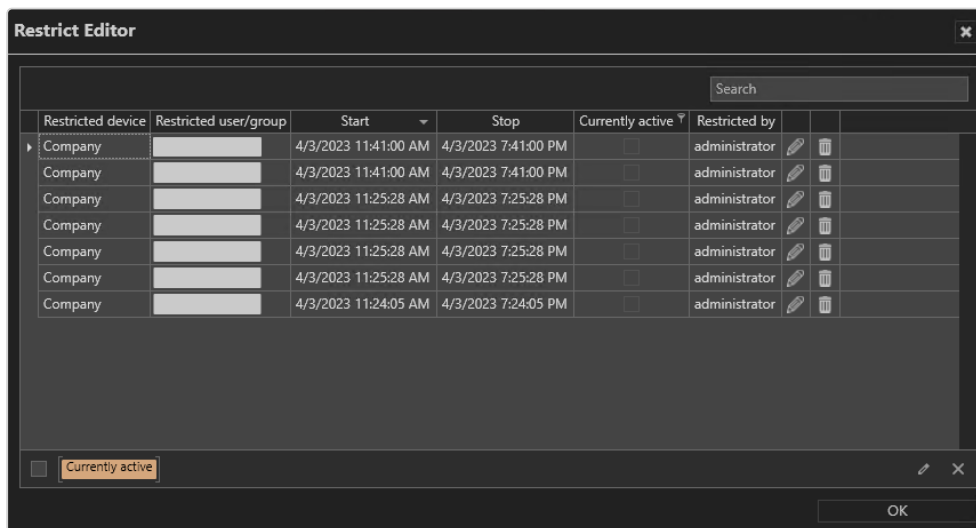 Restrict Editor
Search
Restricted device Restricted user/group Start Stop Currently active Restricted by
Company 4/3/2023 11:41:00 AM 4/3/2023 7:41:00 PM administrator
Company 4/3/2023 11:41:00 AM 4/3/2023 7:41:00 PM administrator
Company 4/3/2023 11:25:28 AM 4/3/2023 7:25:28 PM administrator
Company 4/3/2023 11:25:28 AM 4/3/2023 7:25:28 PM administrator
Company 4/3/2023 11:25:28 AM 4/3/2023 7:25:28 PM administrator
Company 4/3/2023 11:25:28 AM 4/3/2023 7:25:28 PM administrator
Company 4/3/2023 11:24:05 AM 4/3/2023 7:24:05 PM administrator
Currently active
OK